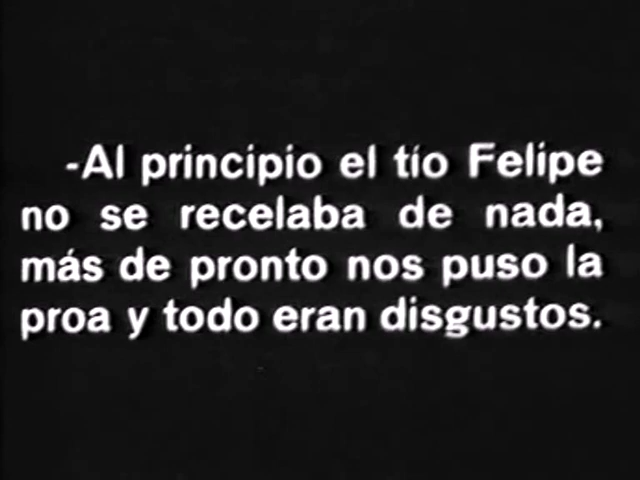 -Al principio el tío Felipe
no se recelaba de nada,
más de pronto nos puso la
proa y todo eran disgustos.